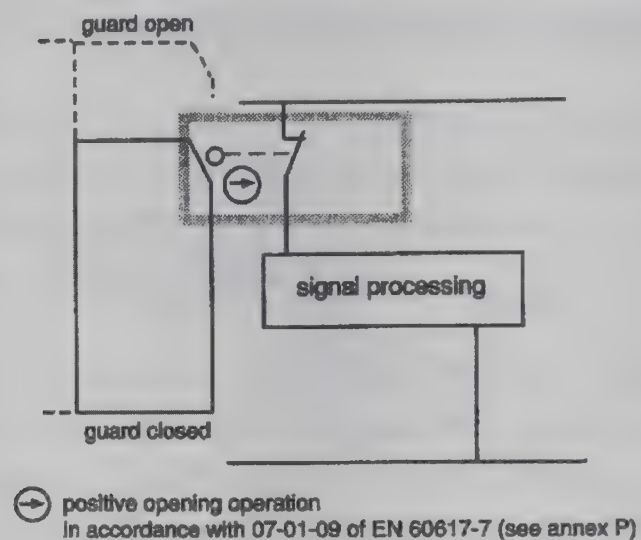 guard open
signal processing
guard closed
positive opening operation
in accordance with 07-01-09 of EN 60617-7 (see annex P)